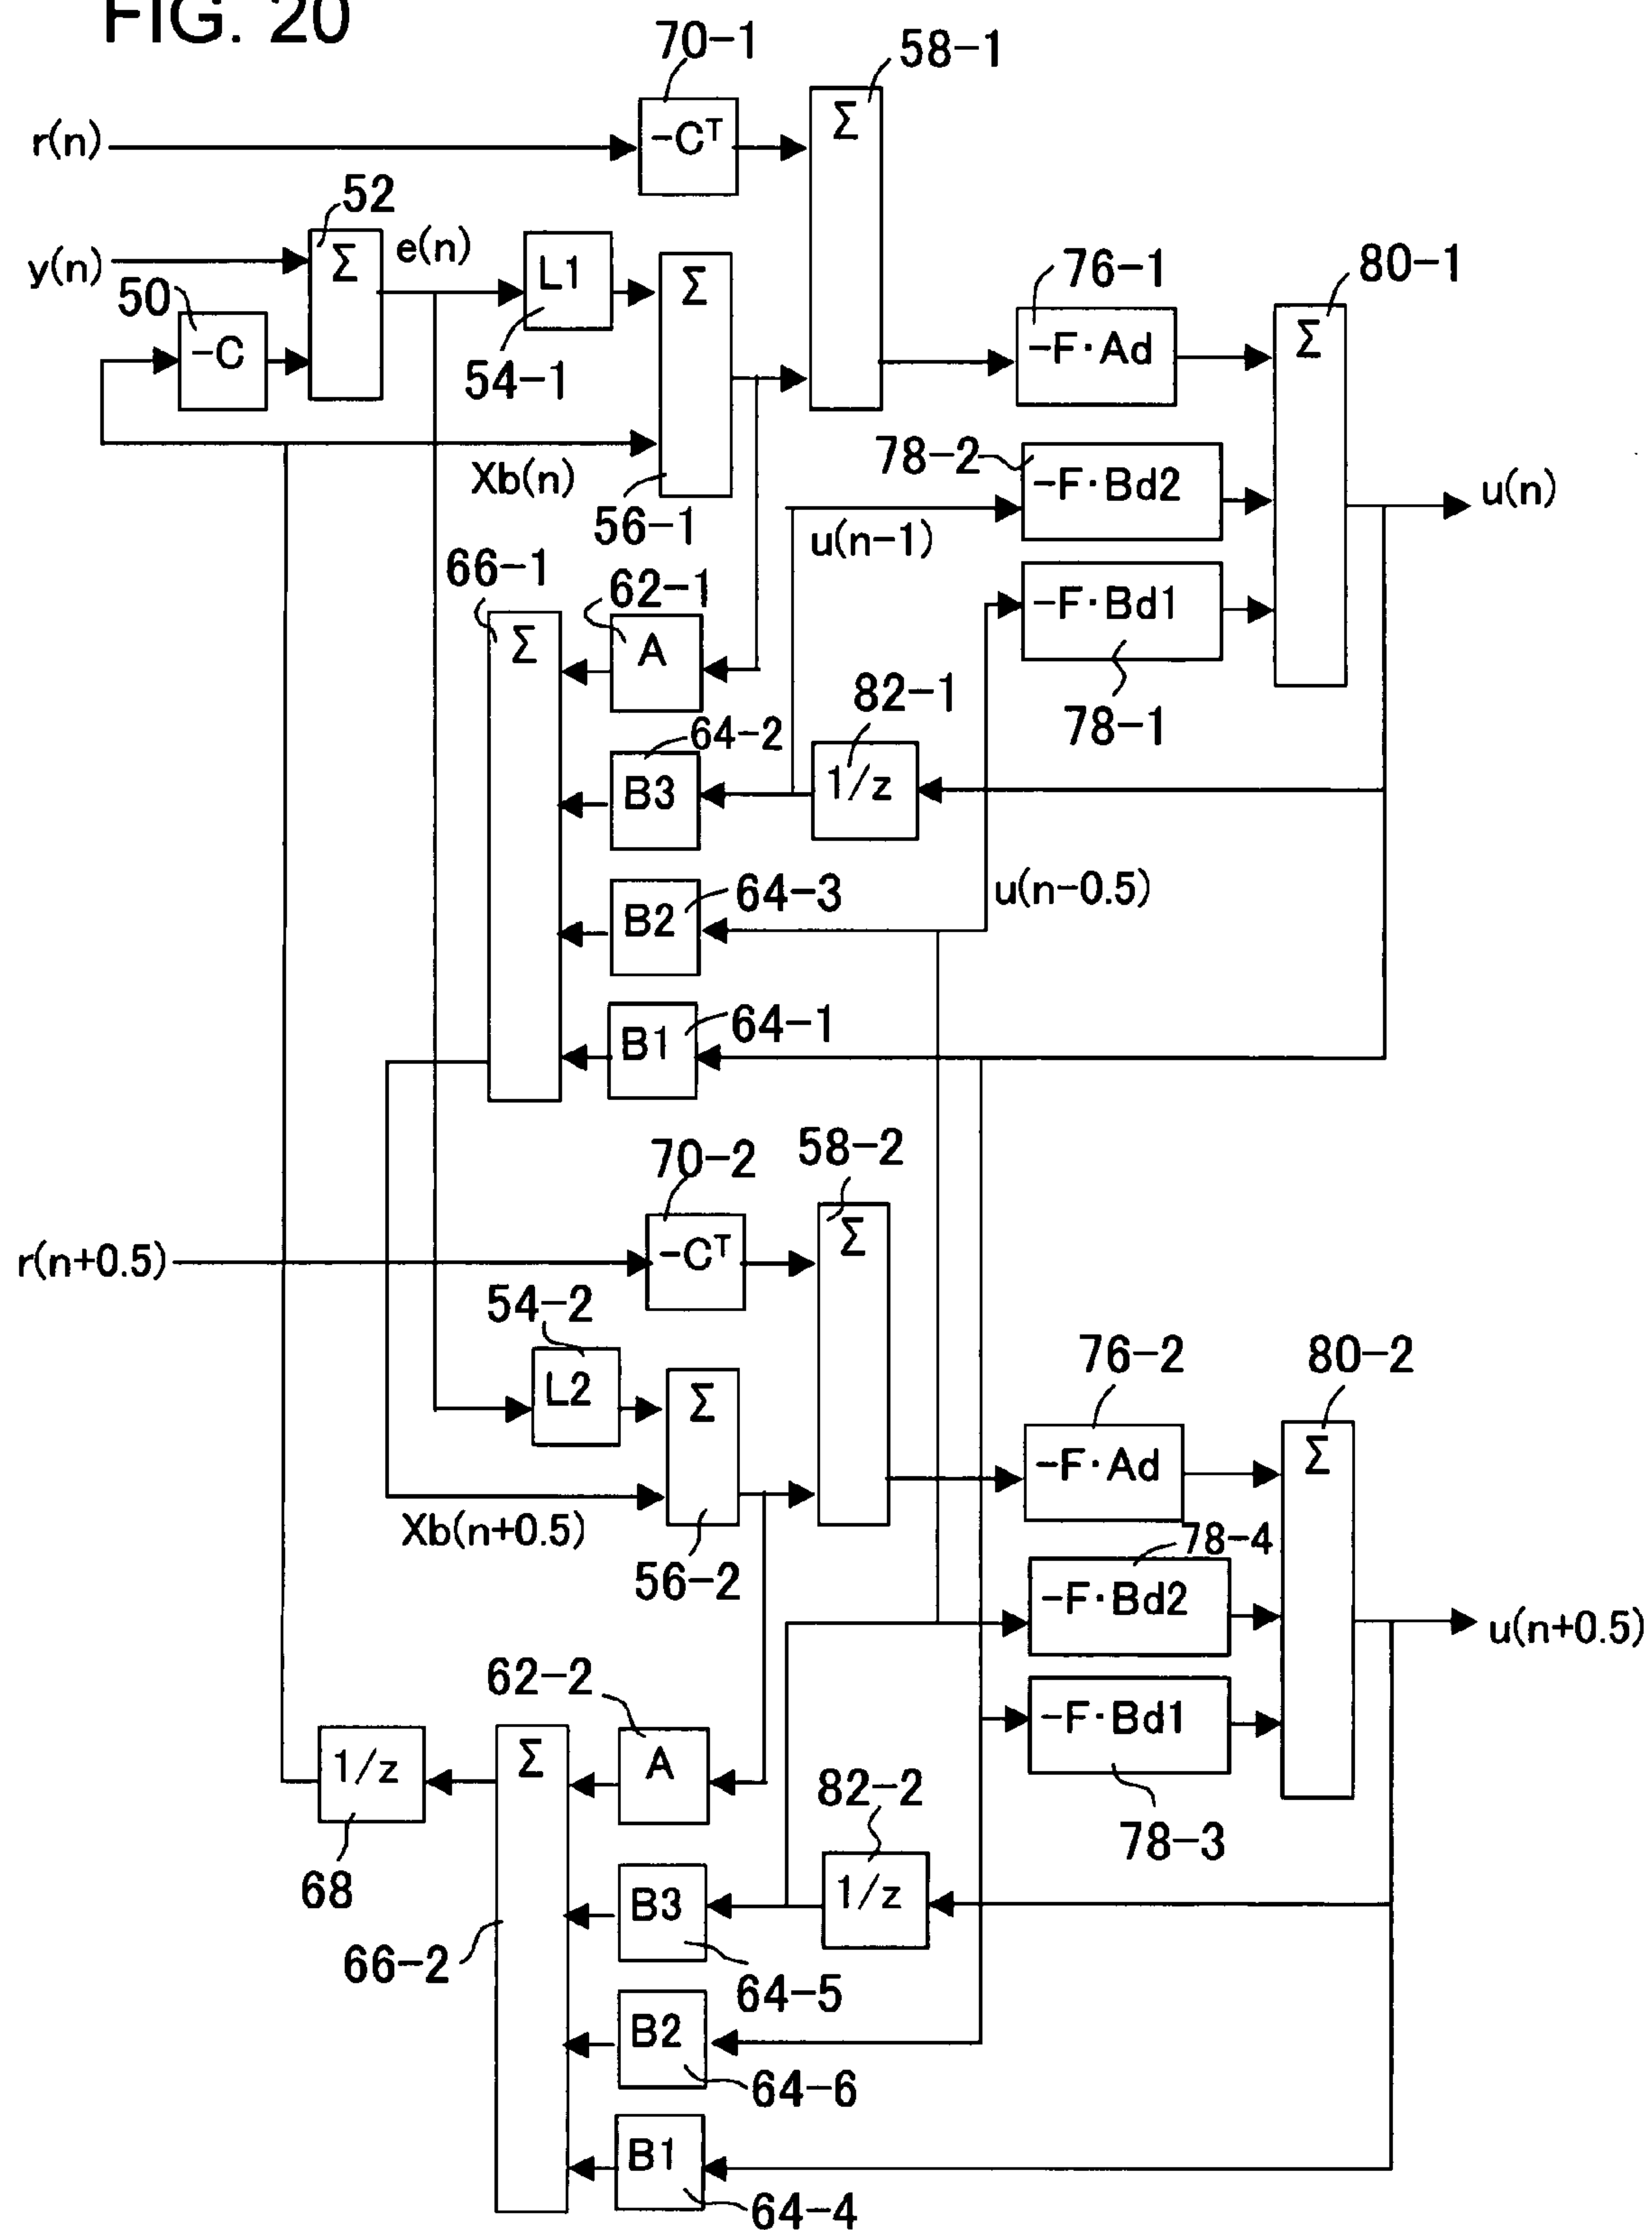 FIG. 20
70-1
58-1
r(n)
-Cᵀ
Σ
52
y(n)
Σ
e(n)
L1
Σ
50
-C
54-1
76-1
-F·Ad
80-1
Σ
Xb(n)
56-1
78-2
-F·Bd2
u(n)
u(n-1)
66-1
Σ
62-1
A
-F·Bd1
78-1
82-1
64-2
B3
1/z
64-3
B2
u(n-0.5)
64-1
B1
70-2
58-2
r(n+0.5)
-Cᵀ
Σ
54-2
L2
Σ
76-2
-F·Ad
80-2
Σ
Xb(n+0.5)
56-2
78-4
-F·Bd2
u(n+0.5)
62-2
-F·Bd1
1/z
Σ
A
82-2
78-3
68
B3
1/z
66-2
64-5
B2
64-6
B1
64-4